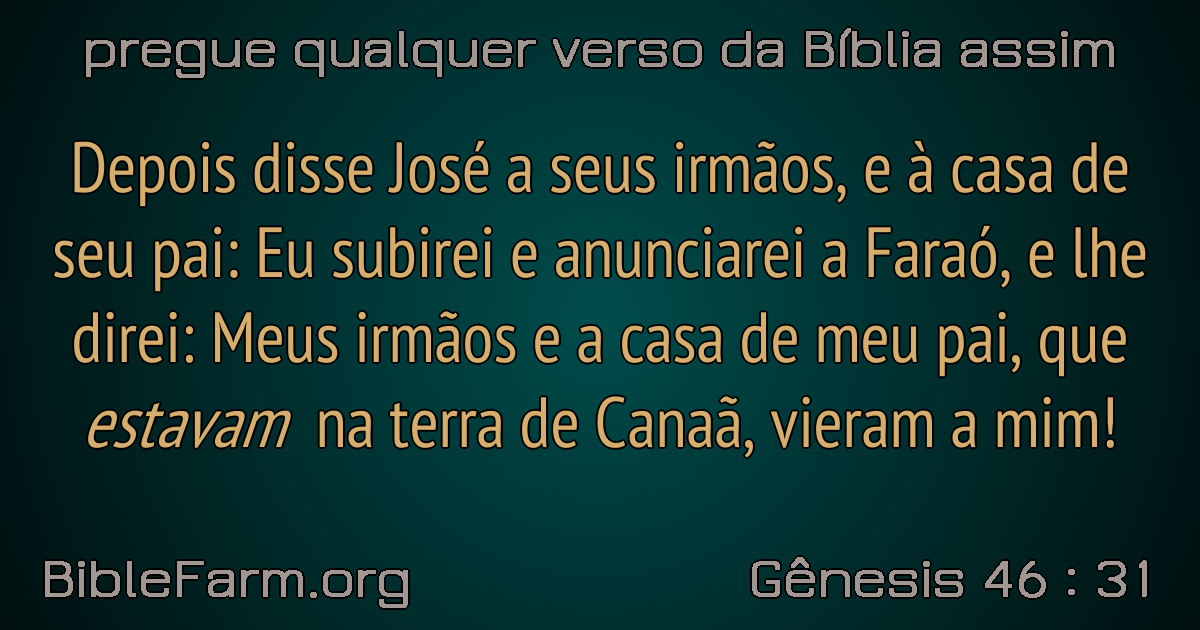 pregue qualquer verso da Bíblia assim
Depois disse José a seus irmãos, e à casa de
seu pai: Eu subirei e anunciarei a Faraó, e lhe
direi: Meus irmãos e a casa de meu pai, que
estavam na terra de Canaã, vieram a mim!
BibleFarm.org
Gênesis 46 : 31